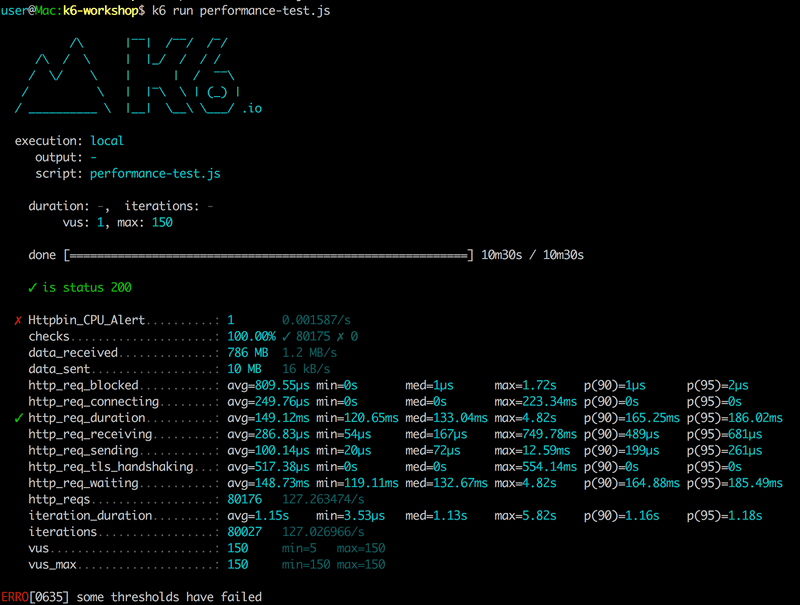 user@Mac:k6-workshop$ k6 run performance-test.js
          /\      |‾‾|  /‾‾/  /‾/
     /\  /  \     |  |_/  /  / /
    /  \/    \    |      |  /  ‾‾\
   /          \   |  |‾\  \ | (_) |
  / __________ \  |__|  \__\ \___/ .io
execution: local
output: -
script: performance-test.js
duration: -, iterations: -
vus: 1, max: 150
done [==========================================================] 10m30s / 10m30s
✓ is status 200
✗ Httpbin_CPU_Alert..........: 1 0.001587/s
checks.....................: 100.00% ✓ 80175 ✗ 0
data_received..............: 786 MB 1.2 MB/s
data_sent..................: 10 MB 16 kB/s
http_req_blocked...........: avg=809.55µs min=0s med=1µs max=1.72s p(90)=1µs p(95)=2µs
http_req_connecting........: avg=249.76µs min=0s med=0s max=223.34ms p(90)=0s p(95)=0s
✓ http_req_duration..........: avg=149.12ms min=120.65ms med=133.04ms max=4.82s p(90)=165.25ms p(95)=186.02ms
http_req_receiving.........: avg=286.83µs min=54µs med=167µs max=749.78ms p(90)=489µs p(95)=681µs
http_req_sending...........: avg=100.14µs min=20µs med=72µs max=12.59ms p(90)=199µs p(95)=261µs
http_req_tls_handshaking...: avg=517.38µs min=0s med=0s max=554.14ms p(90)=0s p(95)=0s
http_req_waiting...........: avg=148.73ms min=119.11ms med=132.67ms max=4.82s p(90)=164.88ms p(95)=185.49ms
http_reqs..................: 80176 127.263474/s
iteration_duration.........: avg=1.15s min=3.53µs med=1.13s max=5.82s p(90)=1.16s p(95)=1.18s
iterations.................: 80027 127.026966/s
vus........................: 150 min=5 max=150
vus_max....................: 150 min=150 max=150
ERRO[0635] some thresholds have failed